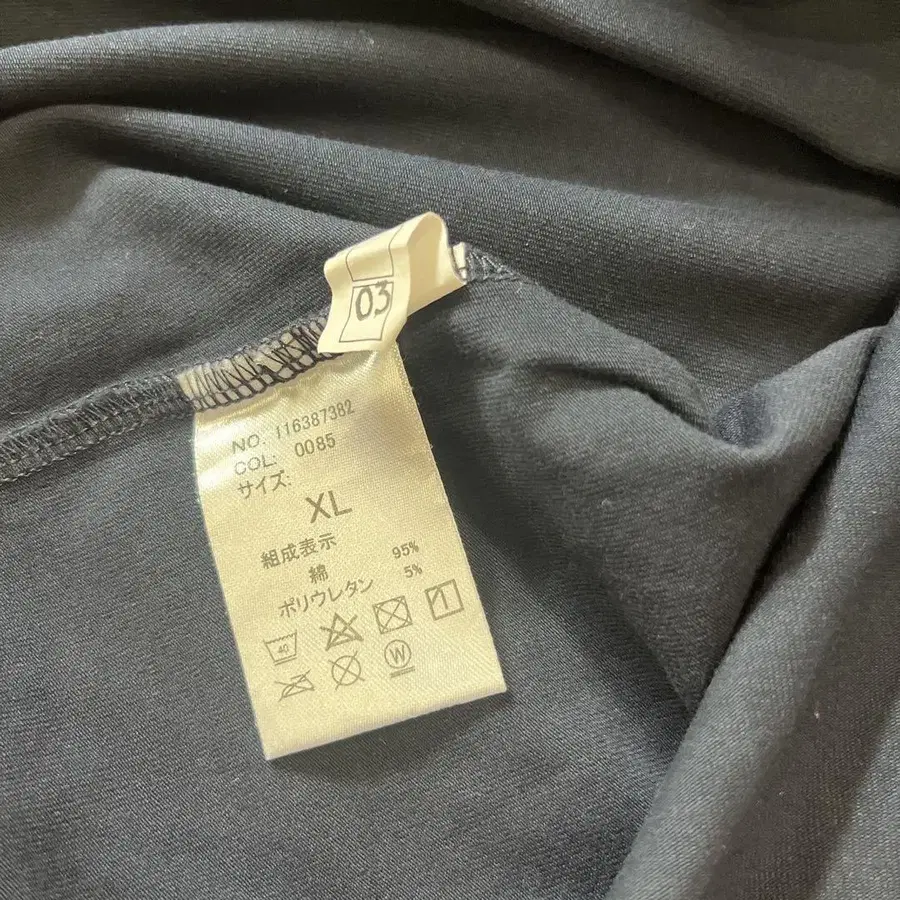 03
NO. 116387382
COL: 0085
サイズ:
XL
組成表示
綿 95%
ポリウレタン 5%
40
W